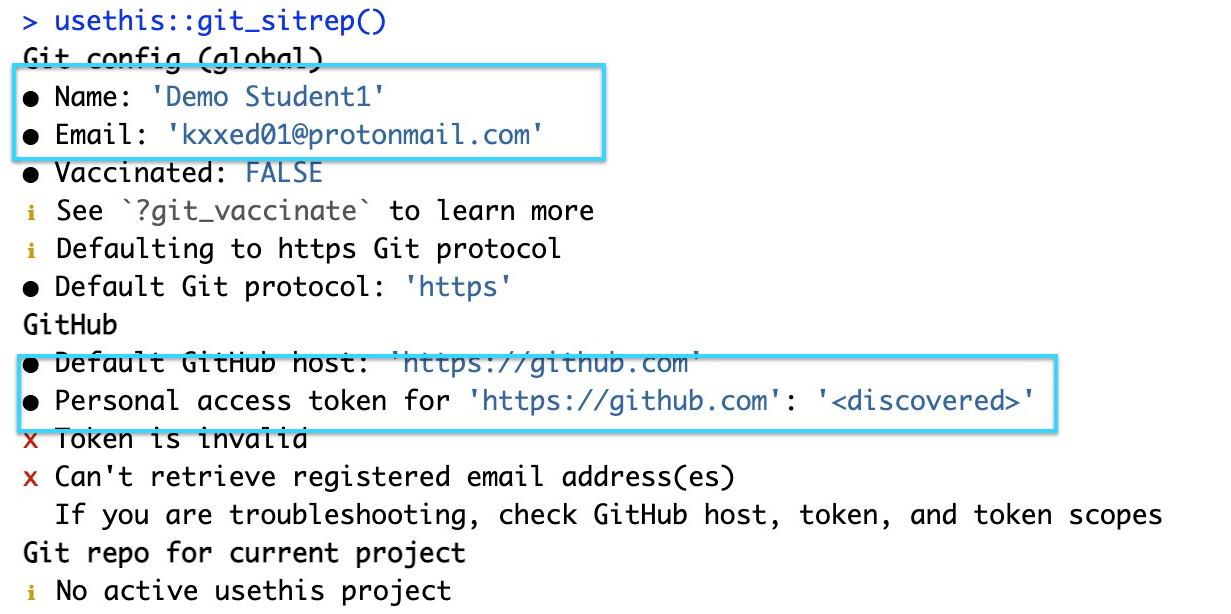 > usethis::git_sitrep()
Git config (global)
● Name: 'Demo Student1'
● Email: 'kxxed01@protonmail.com'
● Vaccinated: FALSE
ℹ See `?git_vaccinate` to learn more
ℹ Defaulting to https Git protocol
● Default Git protocol: 'https'
GitHub
● Default GitHub host: 'https://github.com'
● Personal access token for 'https://github.com': '<discovered>'
x Token is invalid
x Can't retrieve registered email address(es)
If you are troubleshooting, check GitHub host, token, and token scopes
Git repo for current project
ℹ No active usethis project